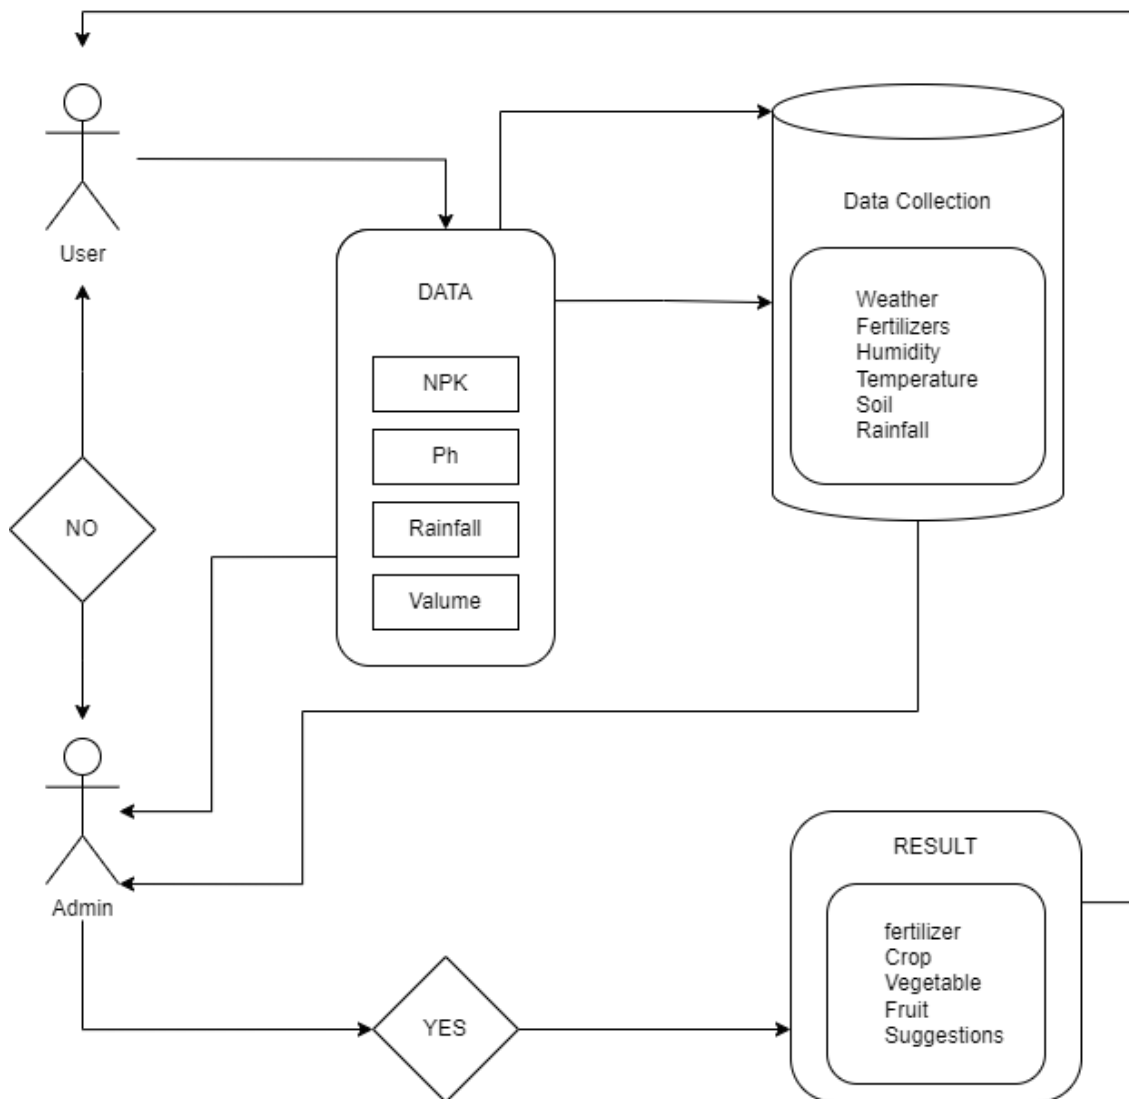 User
DATA
NPK
Ph
Rainfall
Valume
Data Collection
Weather
Fertilizers
Humidity
Temperature
Soil
Rainfall
NO
Admin
YES
RESULT
fertilizer
Crop
Vegetable
Fruit
Suggestions